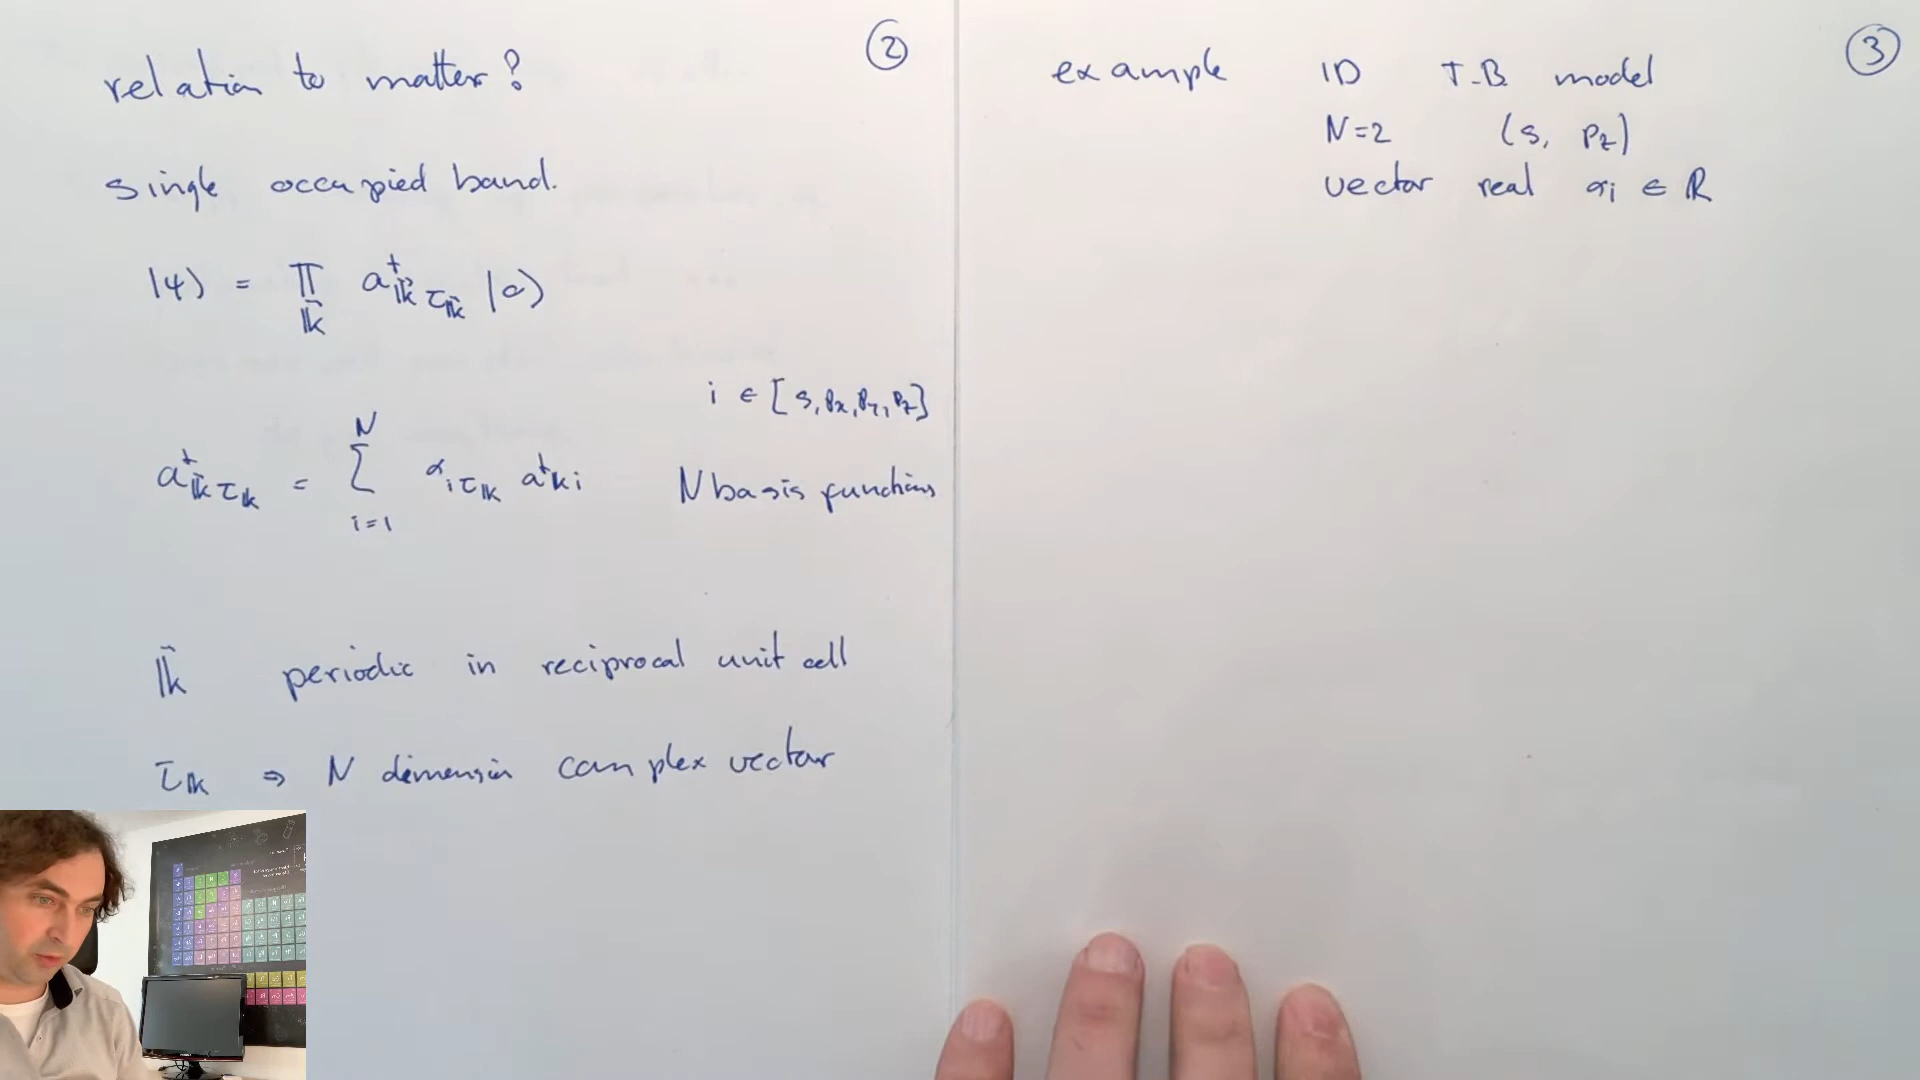 ②
relation to matter?
single occupied band.
|ψ⟩ = ∏_k̃ a†_k̃ τ_k̃ |0⟩
i ∈ [s, px, py, pz]
a†_k̃ τ_k = Σ_{i=1}^{N} α_{i τ_k} a†_{k i} N basis functions
k̃ periodic in reciprocal unit cell
τ_k ⇒ N dimension complex vector
③
example 1D T.B. model
N=2 (s, pz)
vector real αi ∈ ℝ